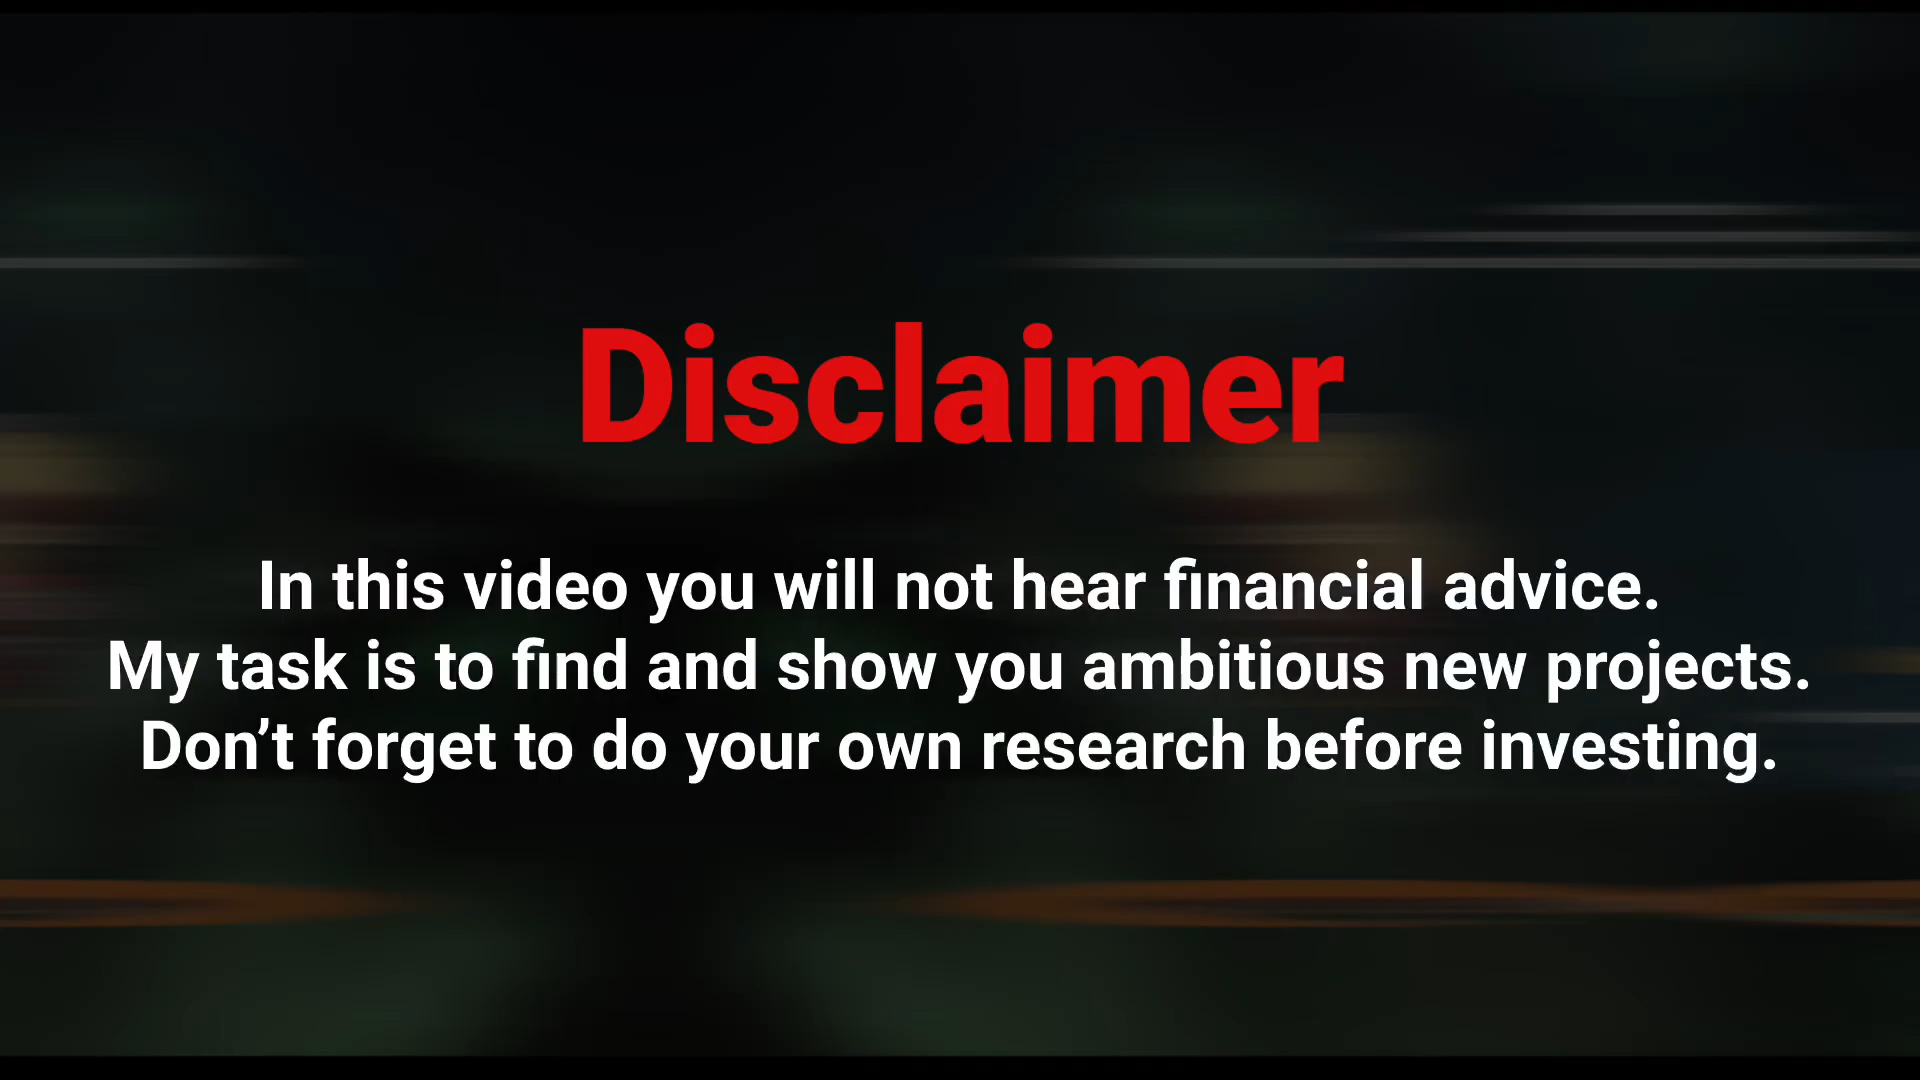 Disclaimer
In this video you will not hear financial advice.
My task is to find and show you ambitious new projects.
Don’t forget to do your own research before investing.